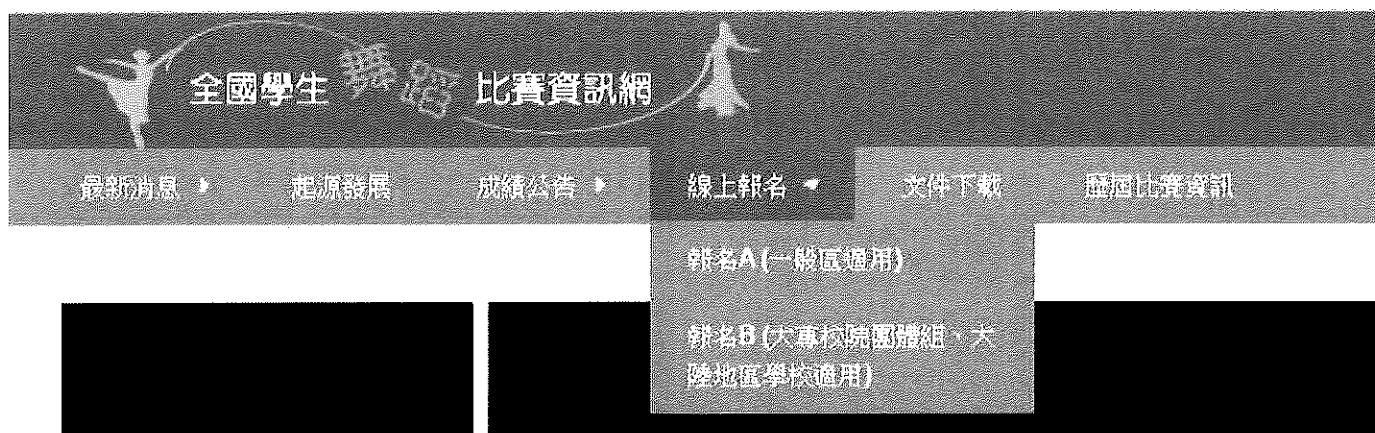 全國學生舞蹈比賽資訊網
最新消息 起源發展 成績公告 線上報名 文件下載 歷屆比賽資訊
報名A(一般區適用)
報名B(大專校院團體組、大
陸地區學校適用)